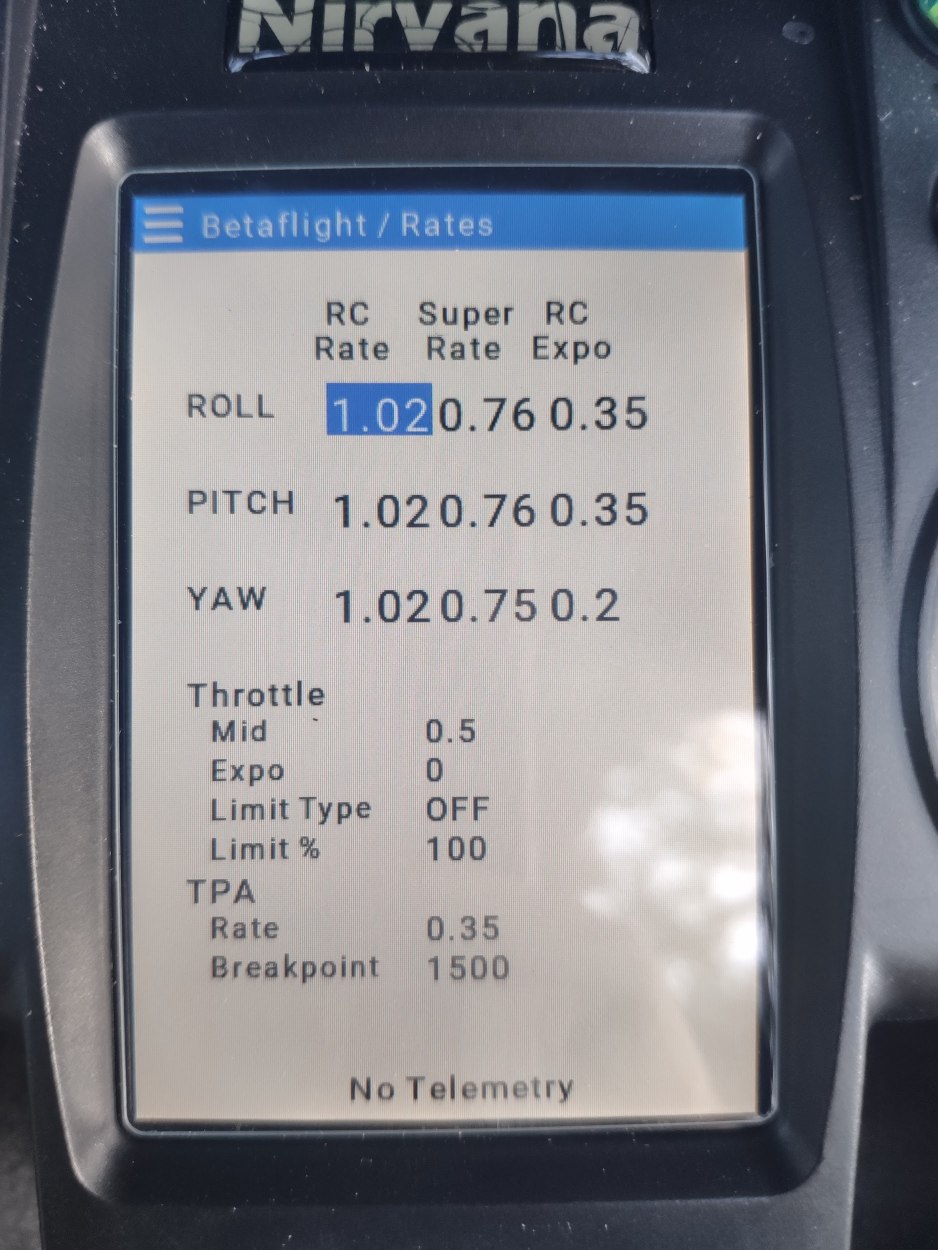 Nirvana
Betaflight / Rates
RC Super RC
Rate Rate Expo
ROLL 1.02 0.76 0.35
PITCH 1.02 0.76 0.35
YAW 1.02 0.75 0.2
Throttle
Mid 0.5
Expo 0
Limit Type OFF
Limit % 100
TPA
Rate 0.35
Breakpoint 1500
No Telemetry